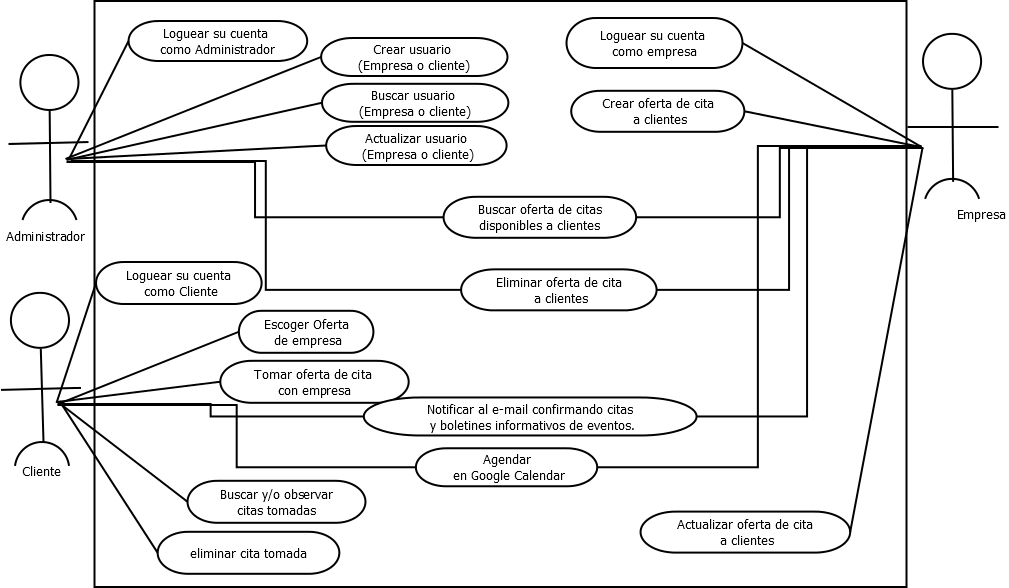 Loguear su cuenta
como Administrador
Crear usuario
(Empresa o cliente)
Buscar usuario
(Empresa o cliente)
Actualizar usuario
(Empresa o cliente)
Loguear su cuenta
como empresa
Crear oferta de cita
a clientes
Administrador
Empresa
Buscar oferta de citas
disponibles a clientes
Loguear su cuenta
como Cliente
Eliminar oferta de cita
a clientes
Escoger Oferta
de empresa
Tomar oferta de cita
con empresa
Notificar al e-mail confirmando citas
y boletines informativos de eventos.
Cliente
Agendar
en Google Calendar
Buscar y/o observar
citas tomadas
Actualizar oferta de cita
a clientes
eliminar cita tomada